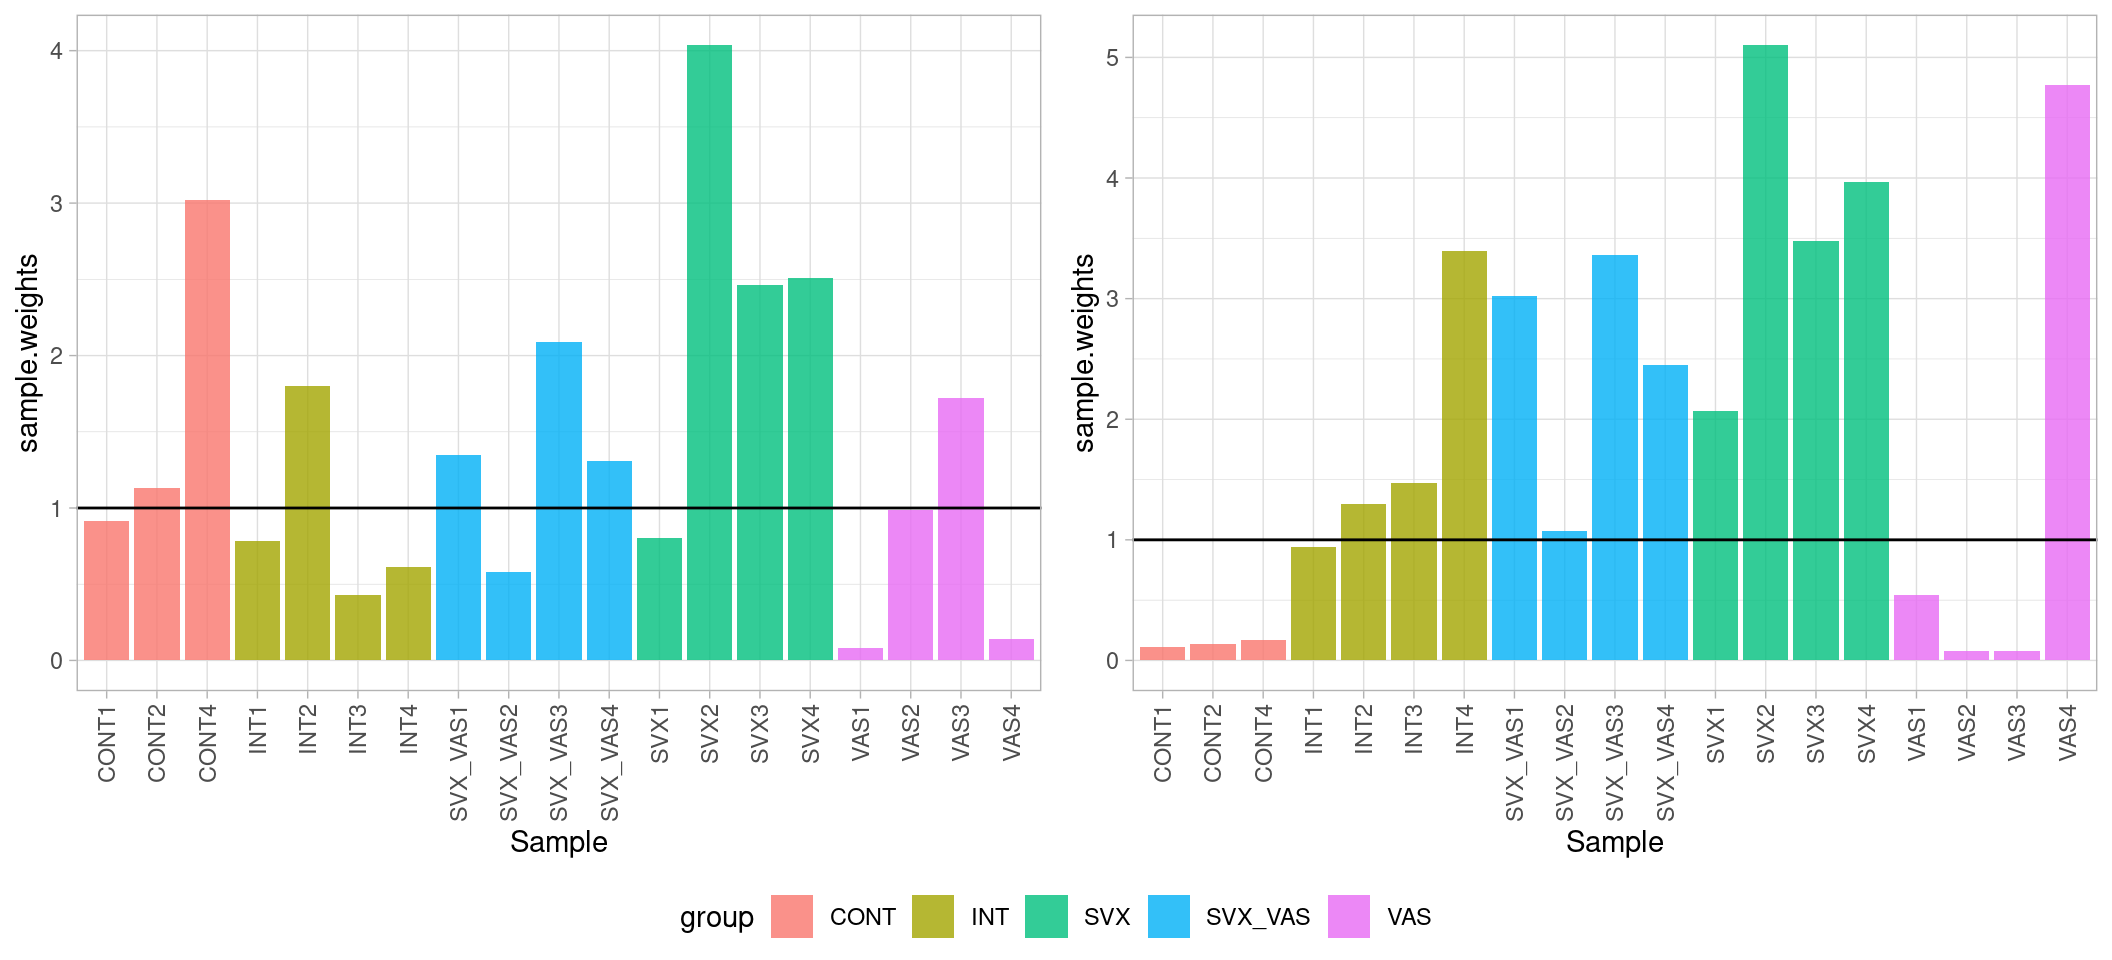 sample.weights
4
3
2
1
0
CONT1
CONT2
CONT4
INT1
INT2
INT3
INT4
SVX_VAS1
SVX_VAS2
SVX_VAS3
SVX_VAS4
SVX1
SVX2
SVX3
SVX4
VAS1
VAS2
VAS3
VAS4
Sample
sample.weights
5
4
3
2
1
0
CONT1
CONT2
CONT4
INT1
INT2
INT3
INT4
SVX_VAS1
SVX_VAS2
SVX_VAS3
SVX_VAS4
SVX1
SVX2
SVX3
SVX4
VAS1
VAS2
VAS3
VAS4
Sample
group CONT INT SVX SVX_VAS VAS